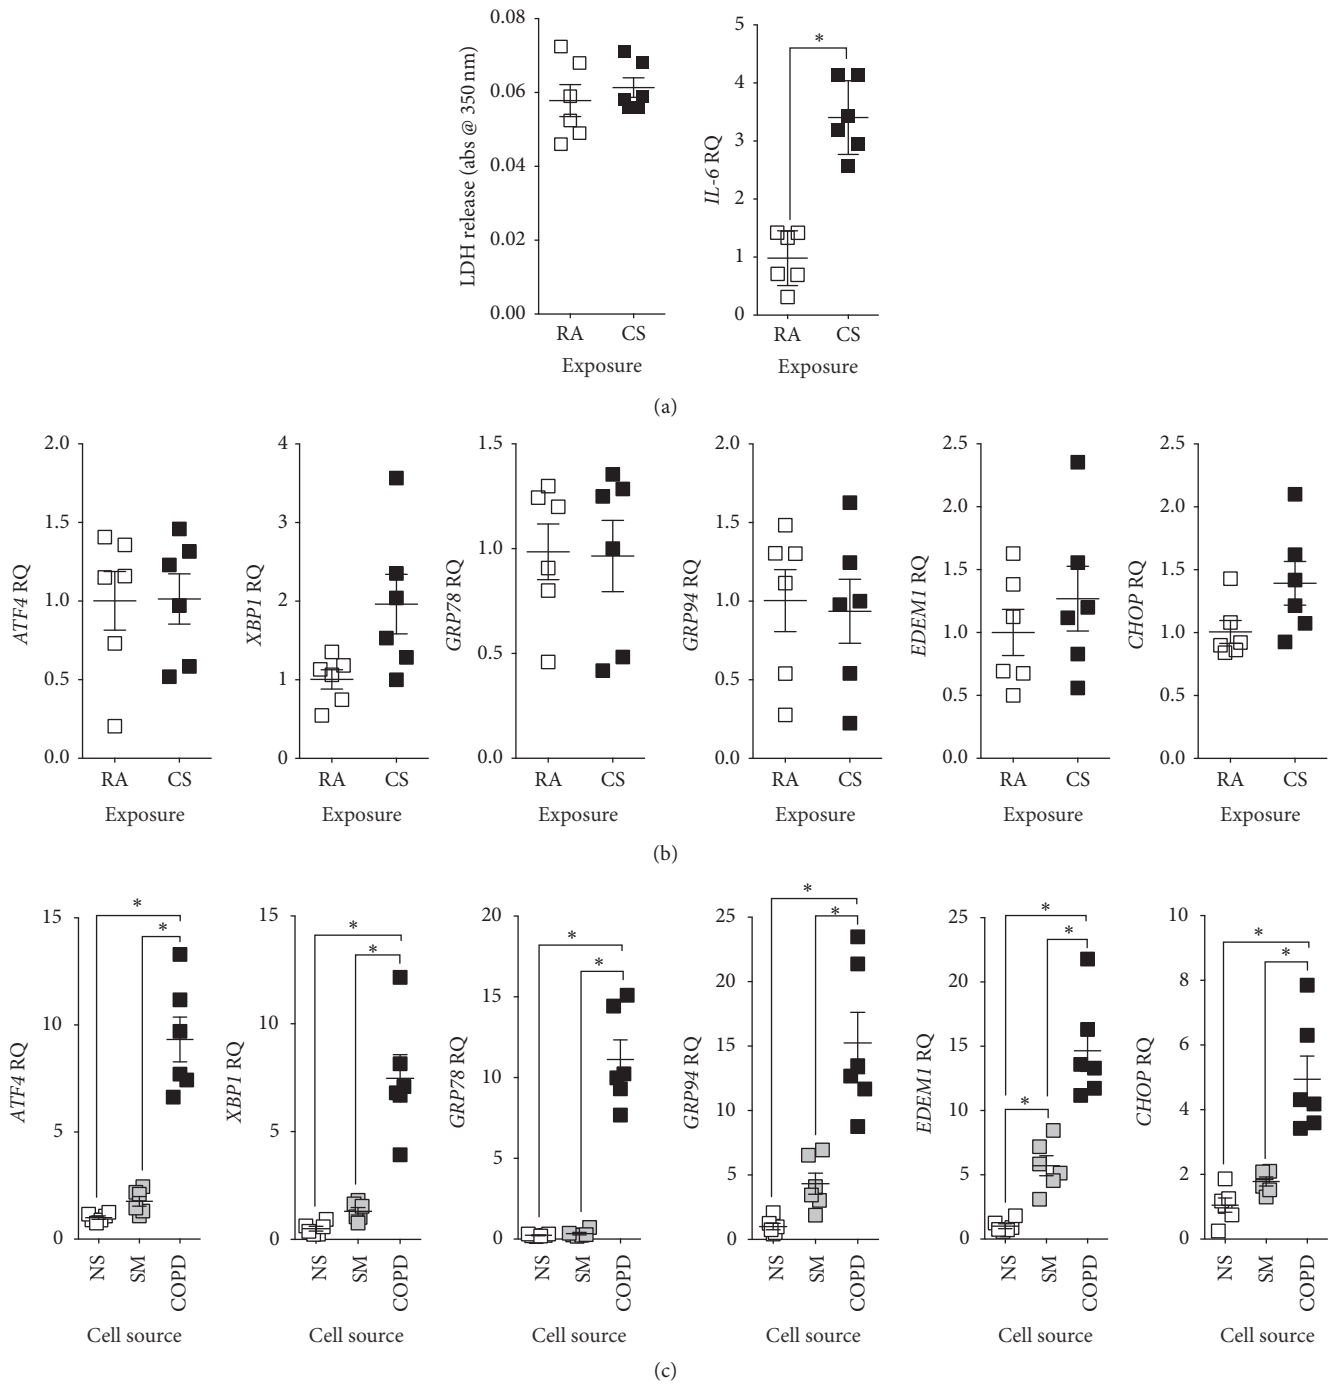 LDH release (abs @ 350 nm)
0.08
0.06
0.04
0.02
0.00
RA CS
Exposure
IL-6 RQ
5
4
3
2
1
0
*
RA CS
Exposure
(a)
ATF4 RQ
2.0
1.5
1.0
0.5
0.0
RA CS
Exposure
XBP1 RQ
4
3
2
1
0
RA CS
Exposure
GRP78 RQ
1.5
1.0
0.5
0.0
RA CS
Exposure
GRP94 RQ
2.0
1.5
1.0
0.5
0.0
RA CS
Exposure
EDEM1 RQ
2.5
2.0
1.5
1.0
0.5
0.0
RA CS
Exposure
CHOP RQ
2.5
2.0
1.5
1.0
0.5
0.0
RA CS
Exposure
(b)
ATF4 RQ
15
10
5
0
*
*
NS SM COPD
Cell source
XBP1 RQ
15
10
5
0
*
*
NS SM COPD
Cell source
GRP78 RQ
20
15
10
5
0
*
*
NS SM COPD
Cell source
GRP94 RQ
25
20
15
10
5
0
*
*
NS SM COPD
Cell source
EDEM1 RQ
25
20
15
10
5
0
*
*
*
NS SM COPD
Cell source
CHOP RQ
10
8
6
4
2
0
*
*
NS SM COPD
Cell source
(c)